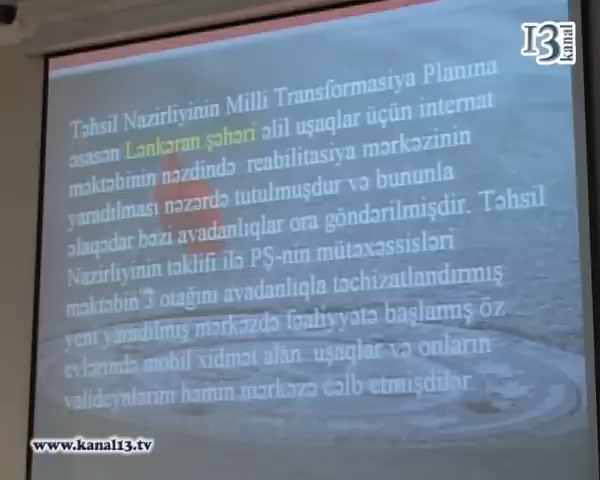 13 kanal
Təhsil Nazirliyinin Milli Transformasiya Planına
əsasən Lənkəran şəhəri əlil uşaqlar üçün internat
məktəbinin nəzdində reabilitasiya mərkəzinin
yaradılması nəzərdə tutulmuşdur və bununla
əlaqədar bəzi avadanlıqlar ora göndərilmişdir. Təhsil
Nazirliyinin təklifi ilə PŞ-nin mütəxəssisləri
məktəbin 3 otağını avadanlıqla təchizatlandırmış
yeni yaradılmış mərkəzdə fəaliyyətə başlamış öz
evlərində mobil xidmət alan uşaqlar və onların
valideynlərini həmin mərkəzə cəlb etmişdilər.
www.kanal13.tv